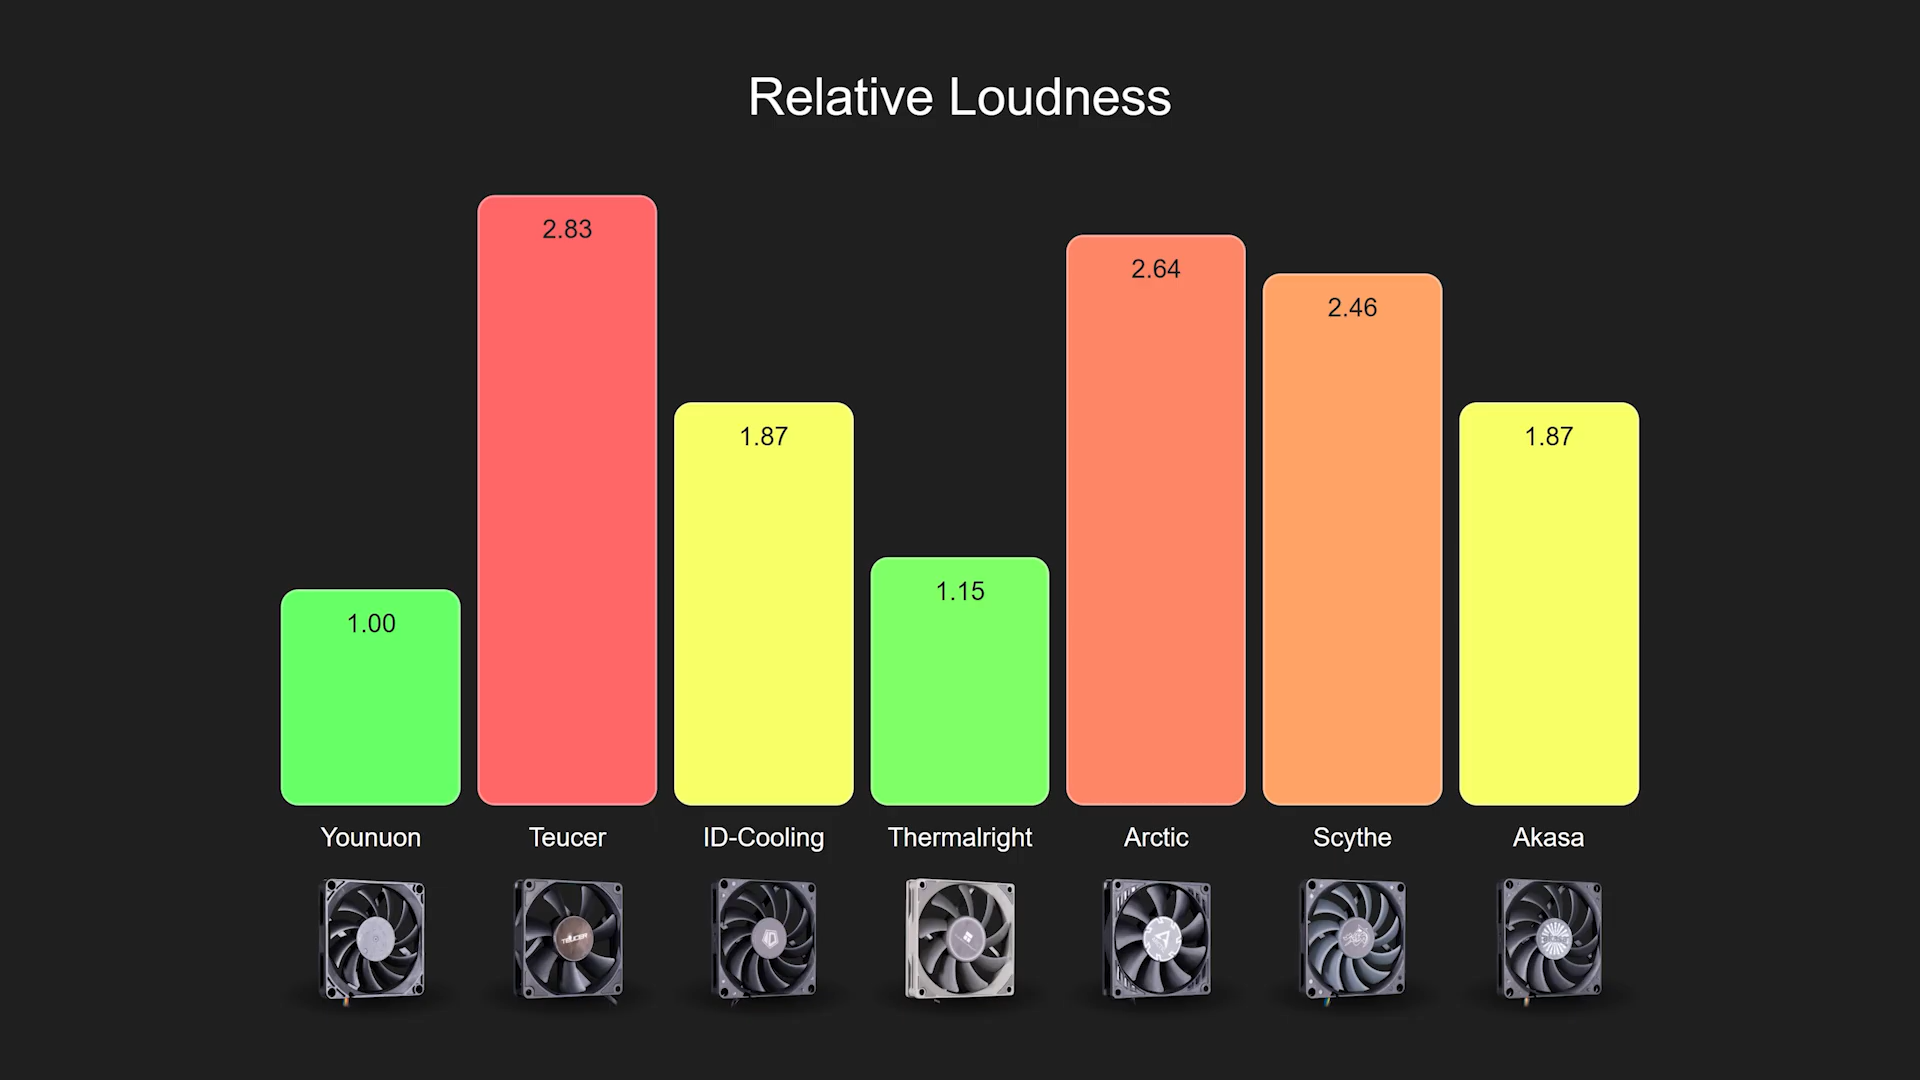 Relative Loudness
2.83
2.64
2.46
1.87
1.87
1.15
1.00
Younuon
Teucer
ID-Cooling
Thermalright
Arctic
Scythe
Akasa
TEUCER